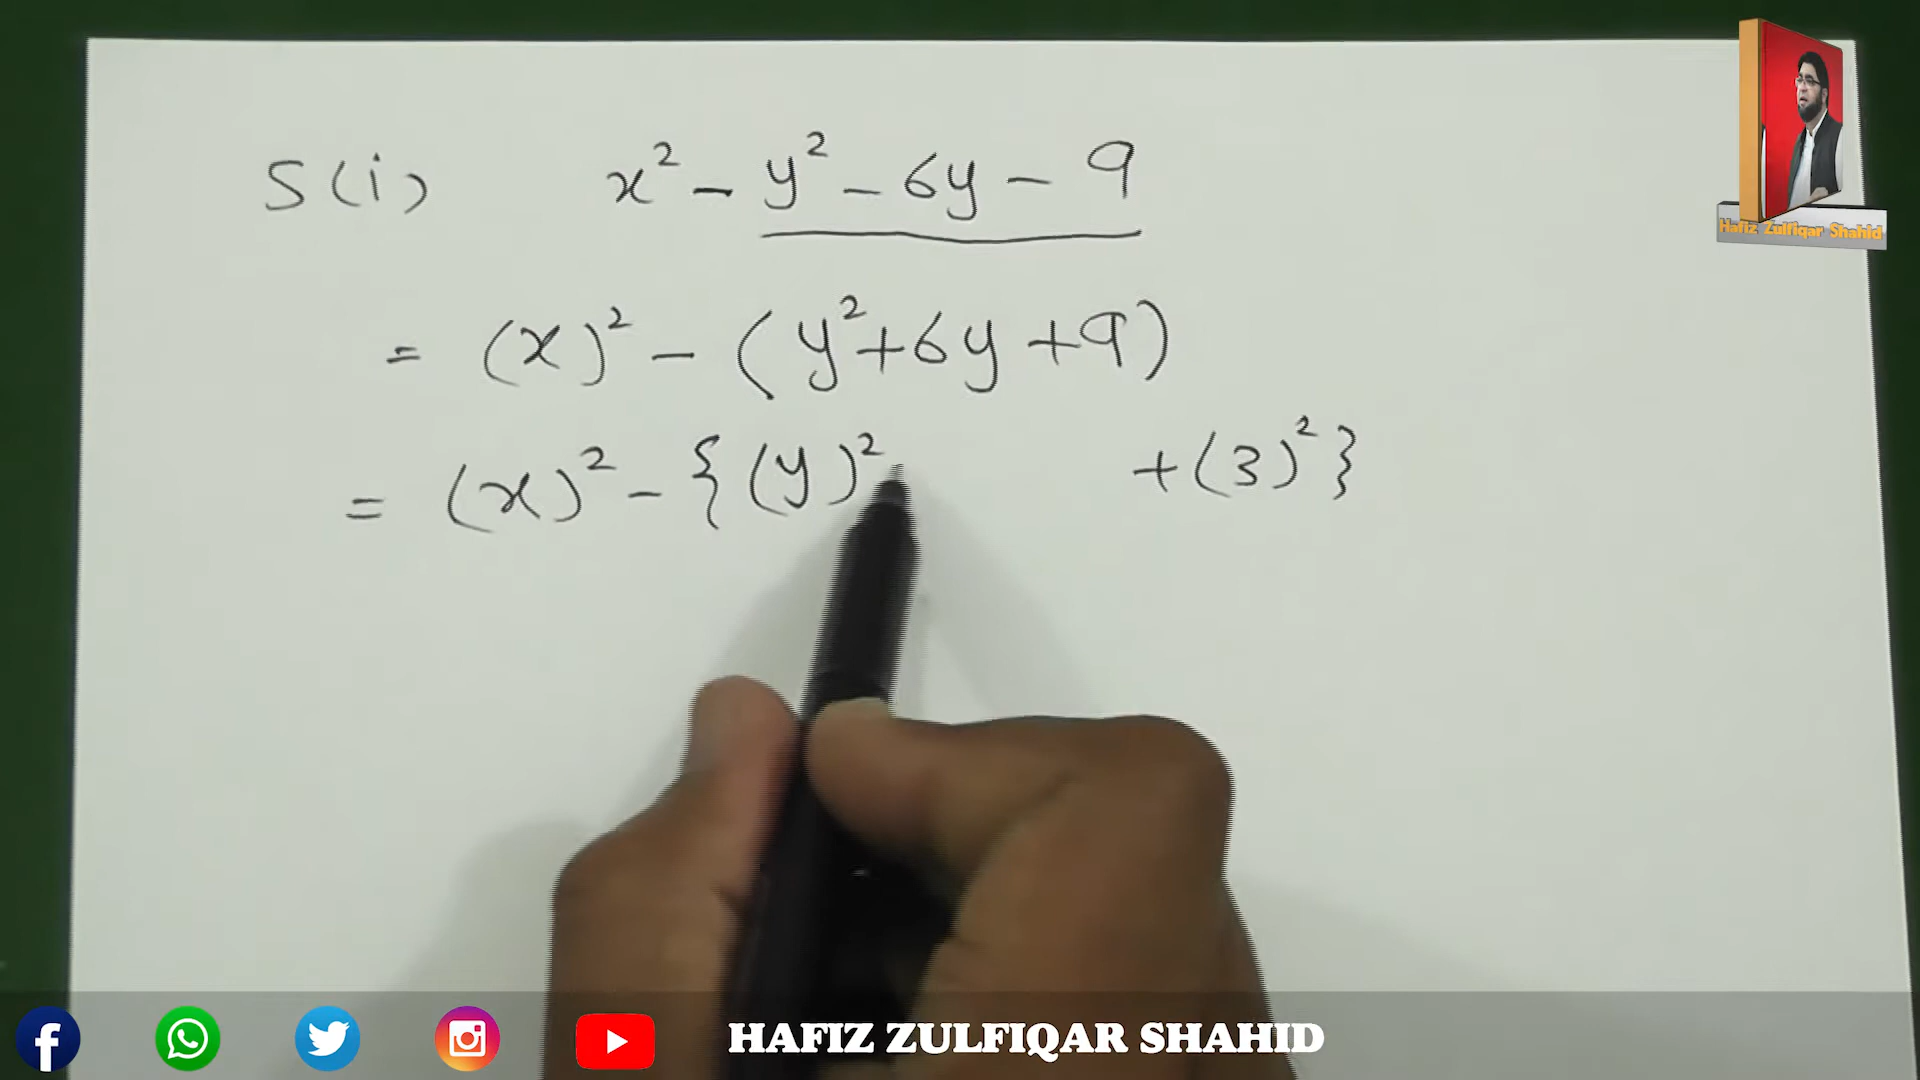 5(i) x² - y² - 6y - 9
= (x)² - (y² + 6y + 9)
= (x)² - {(y)² + (3)²}
Hafiz Zulfiqar Shahid
HAFIZ ZULFIQAR SHAHID